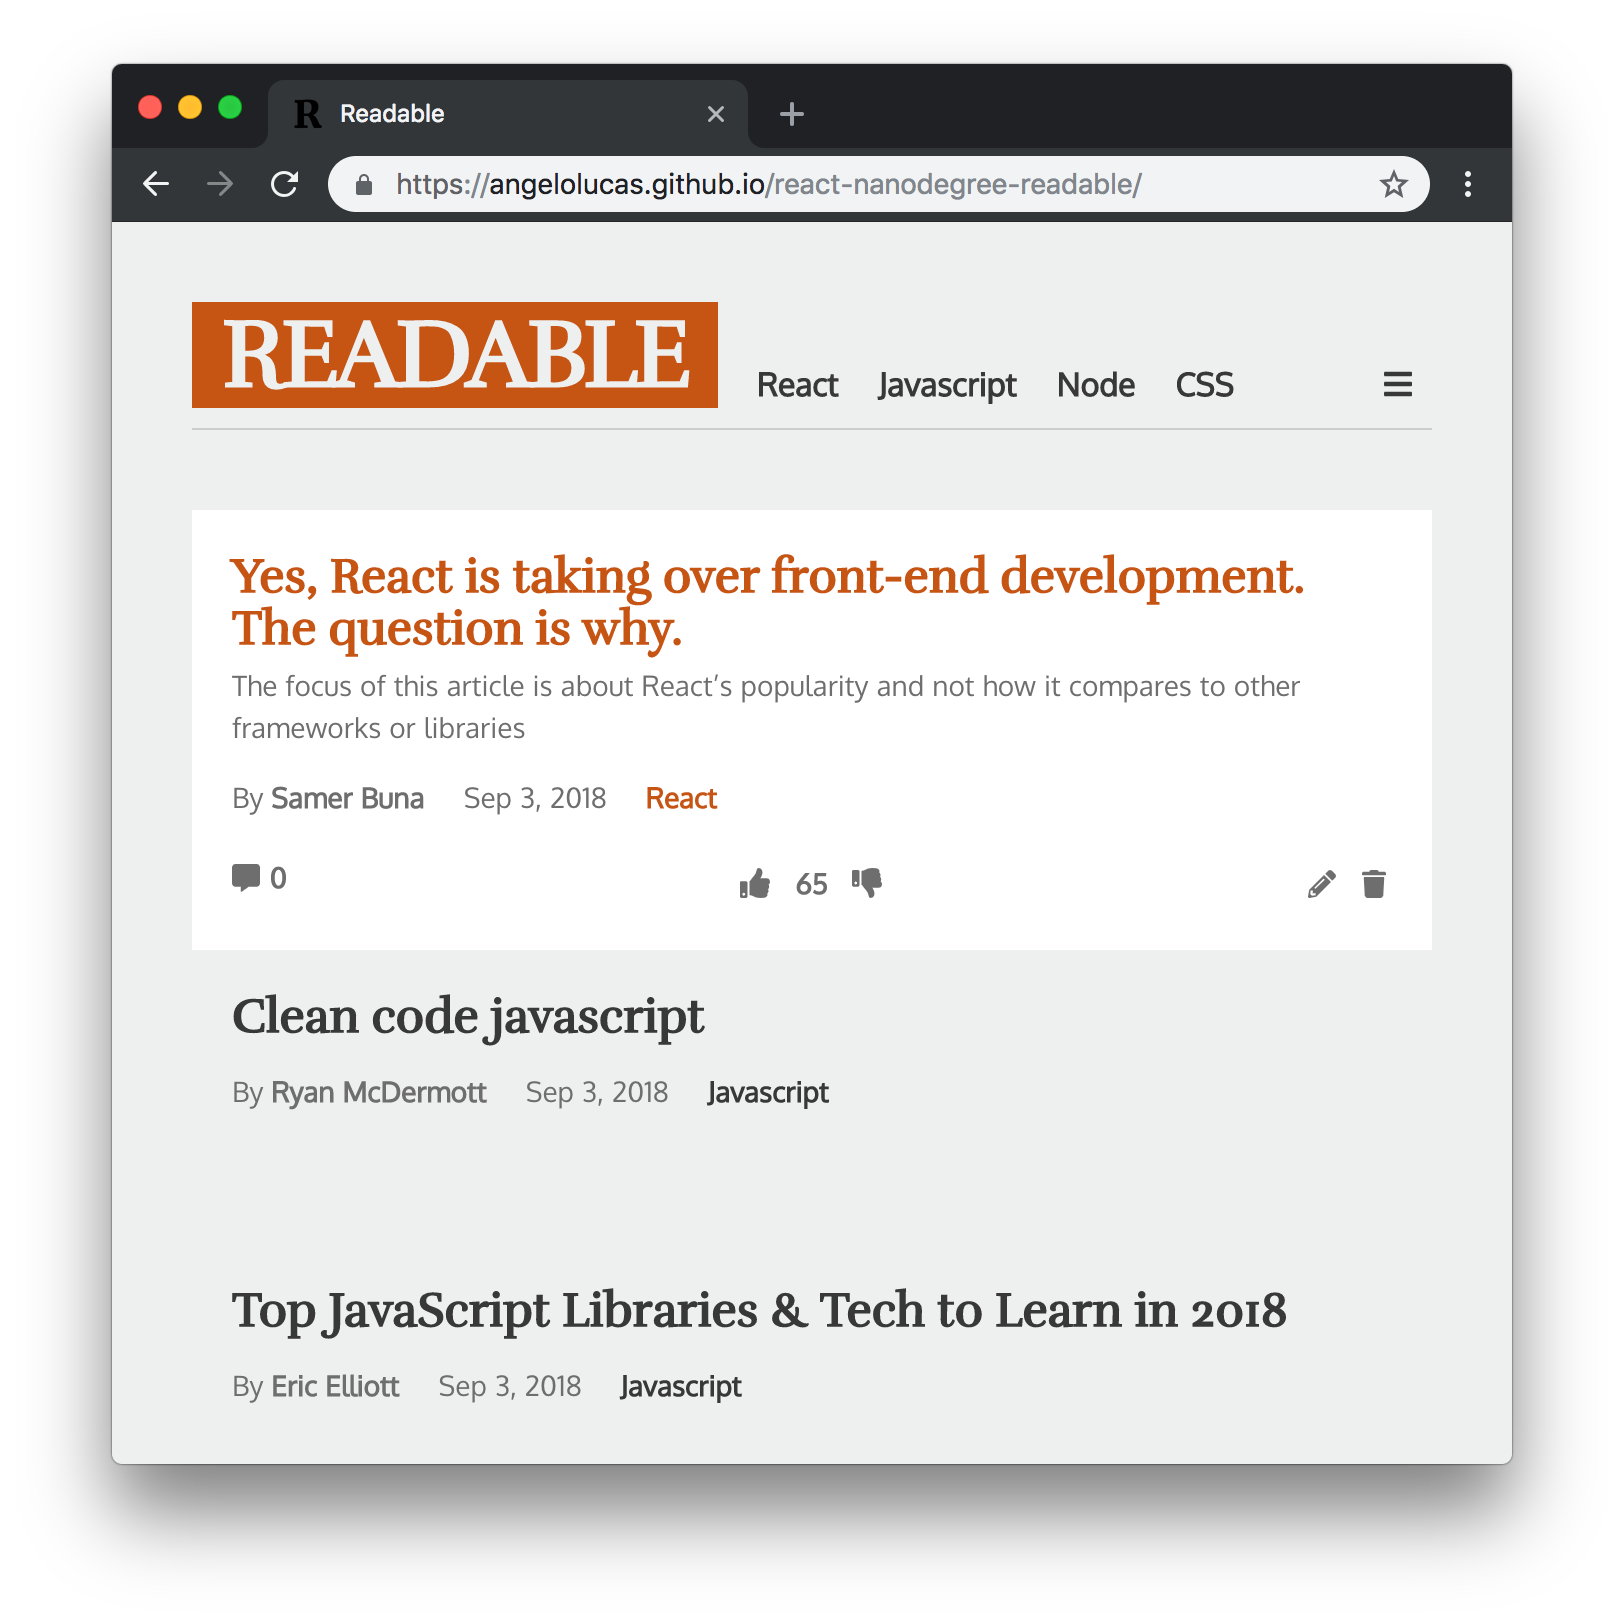 R Readable
https://angelolucas.github.io/react-nanodegree-readable/
READABLE React Javascript Node CSS
Yes, React is taking over front-end development.
The question is why.
The focus of this article is about React’s popularity and not how it compares to other
frameworks or libraries
By Samer Buna Sep 3, 2018 React
0 65
Clean code javascript
By Ryan McDermott Sep 3, 2018 Javascript
Top JavaScript Libraries & Tech to Learn in 2018
By Eric Elliott Sep 3, 2018 Javascript